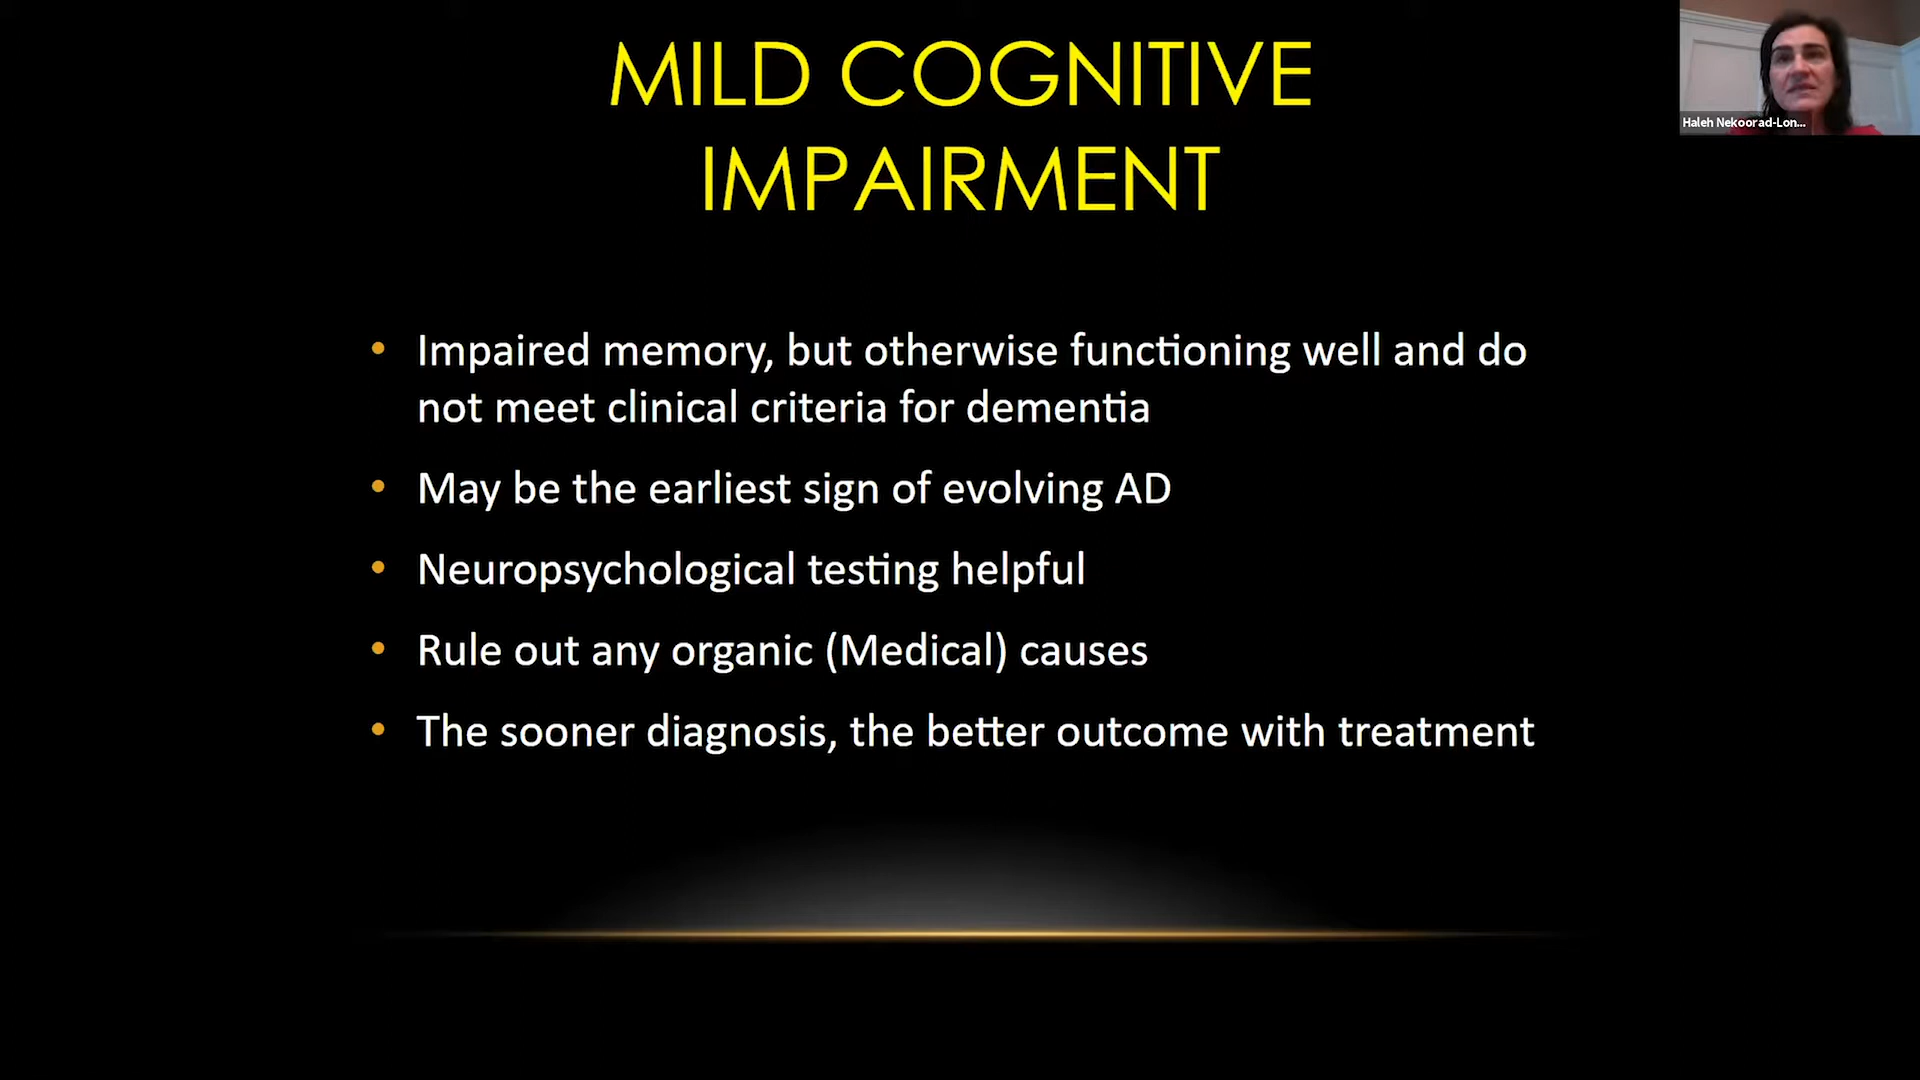 MILD COGNITIVE
IMPAIRMENT
Haleh Nekoorad-Lon...
• Impaired memory, but otherwise functioning well and do
not meet clinical criteria for dementia
• May be the earliest sign of evolving AD
• Neuropsychological testing helpful
• Rule out any organic (Medical) causes
• The sooner diagnosis, the better outcome with treatment